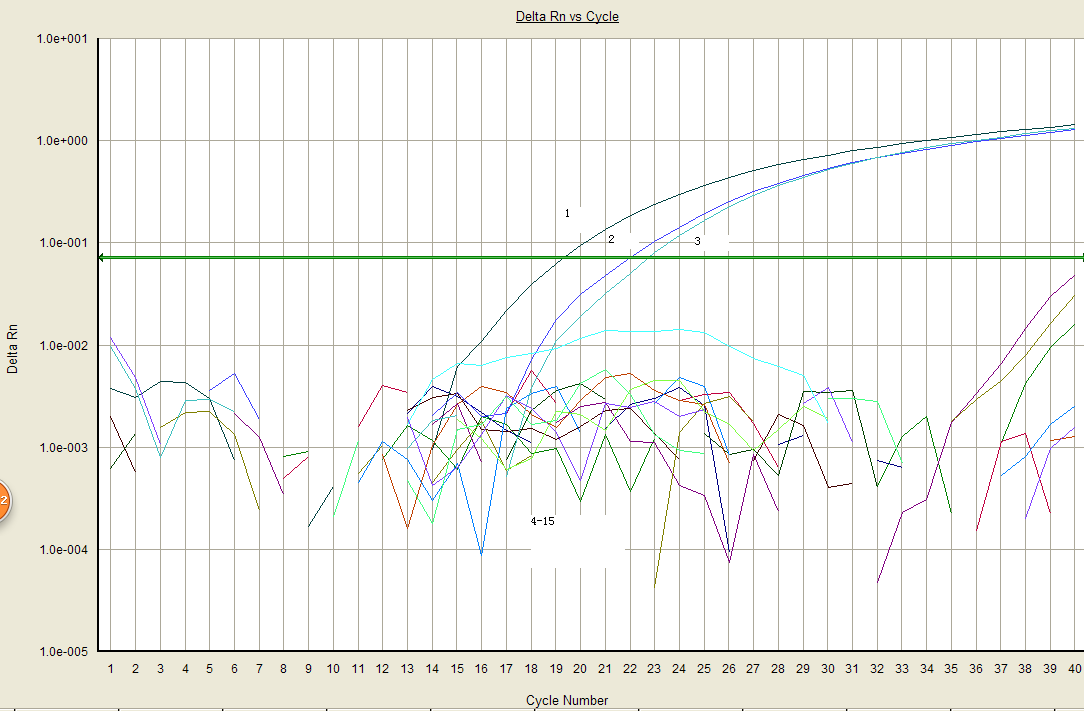 Delta Rn vs Cycle
1.0e+001
1.0e+000
1.0e-001
1.0e-002
1.0e-003
1.0e-004
1.0e-005
Delta Rn
1
2
3
4-15
2
1 2 3 4 5 6 7 8 9 10 11 12 13 14 15 16 17 18 19 20 21 22 23 24 25 26 27 28 29 30 31 32 33 34 35 36 37 38 39 40
Cycle Number